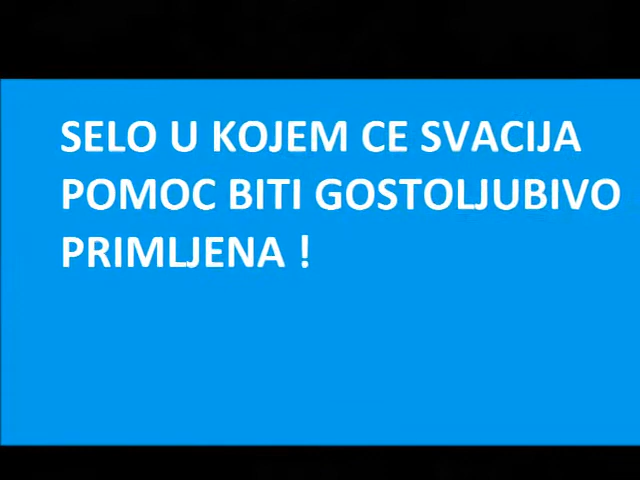 SELO U KOJEM CE SVACIJA
POMOC BITI GOSTOLJUBIVO
PRIMLJENA !